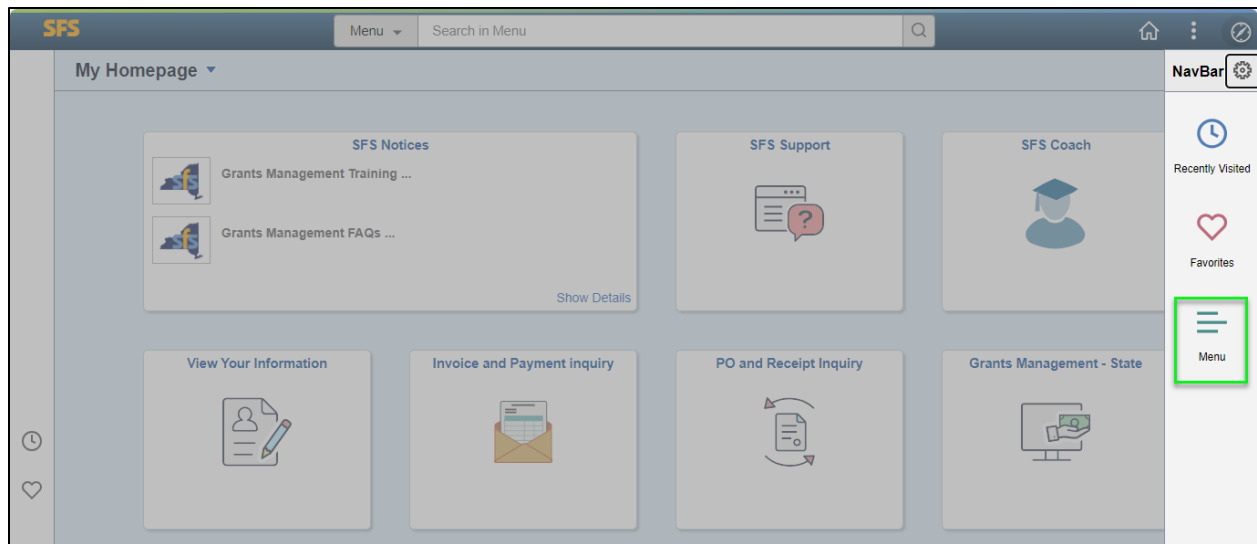 SFS
Menu
Search in Menu
My Homepage
NavBar
SFS Notices
Grants Management Training ...
Grants Management FAQs ...
Show Details
SFS Support
?
SFS Coach
Recently Visited
Favorites
Menu
View Your Information
Invoice and Payment inquiry
PO and Receipt Inquiry
Grants Management - State
sfs
sfs